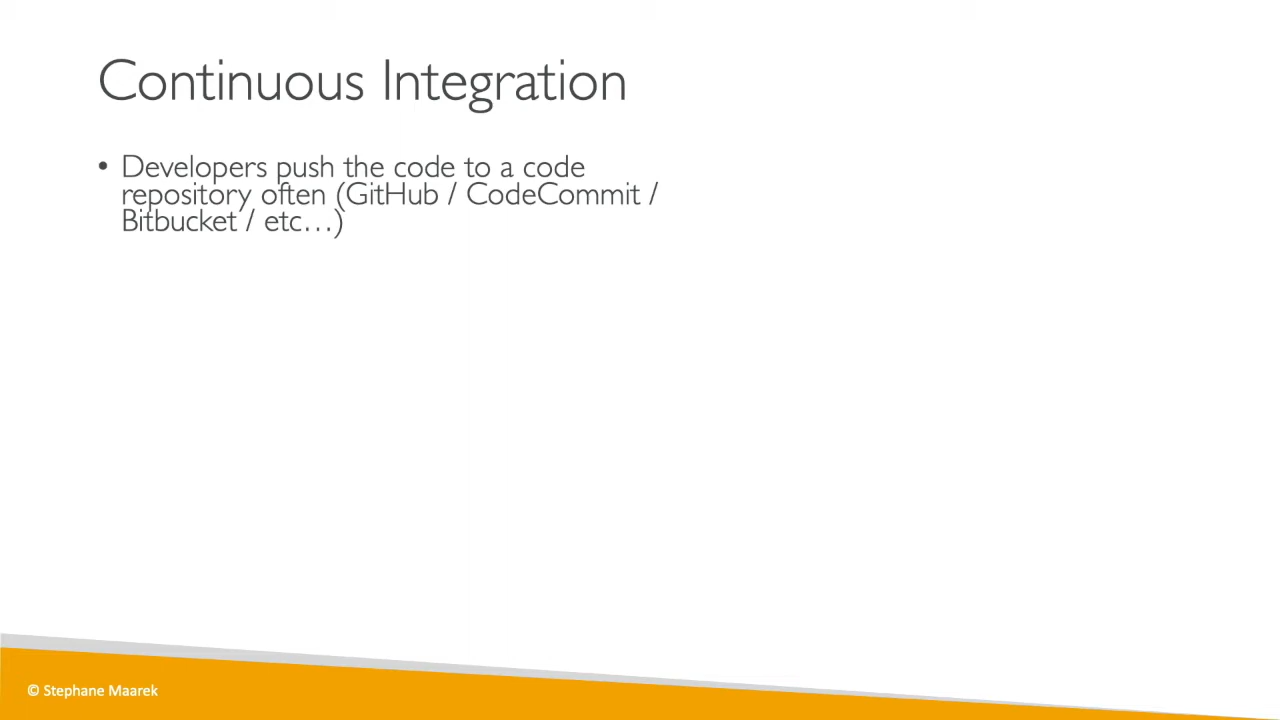 Continuous Integration
• Developers push the code to a code
repository often (GitHub / CodeCommit /
Bitbucket / etc…)
© Stephane Maarek